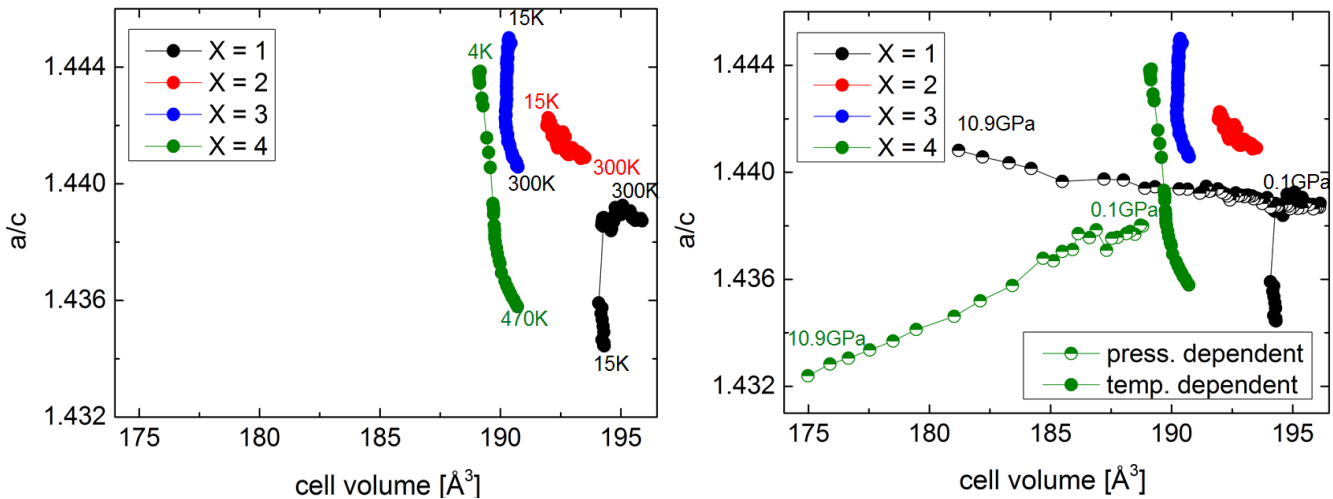 15K
X = 1
X = 2
X = 3
X = 4
4K
15K
300K
300K
300K
470K
15K
1.444
1.440
1.436
1.432
a/c
175
180
185
190
195
cell volume [Å³]
X = 1
X = 2
X = 3
X = 4
10.9GPa
0.1GPa
0.1GPa
10.9GPa
press. dependent
temp. dependent
1.444
1.440
1.436
1.432
a/c
175
180
185
190
195
cell volume [Å³]